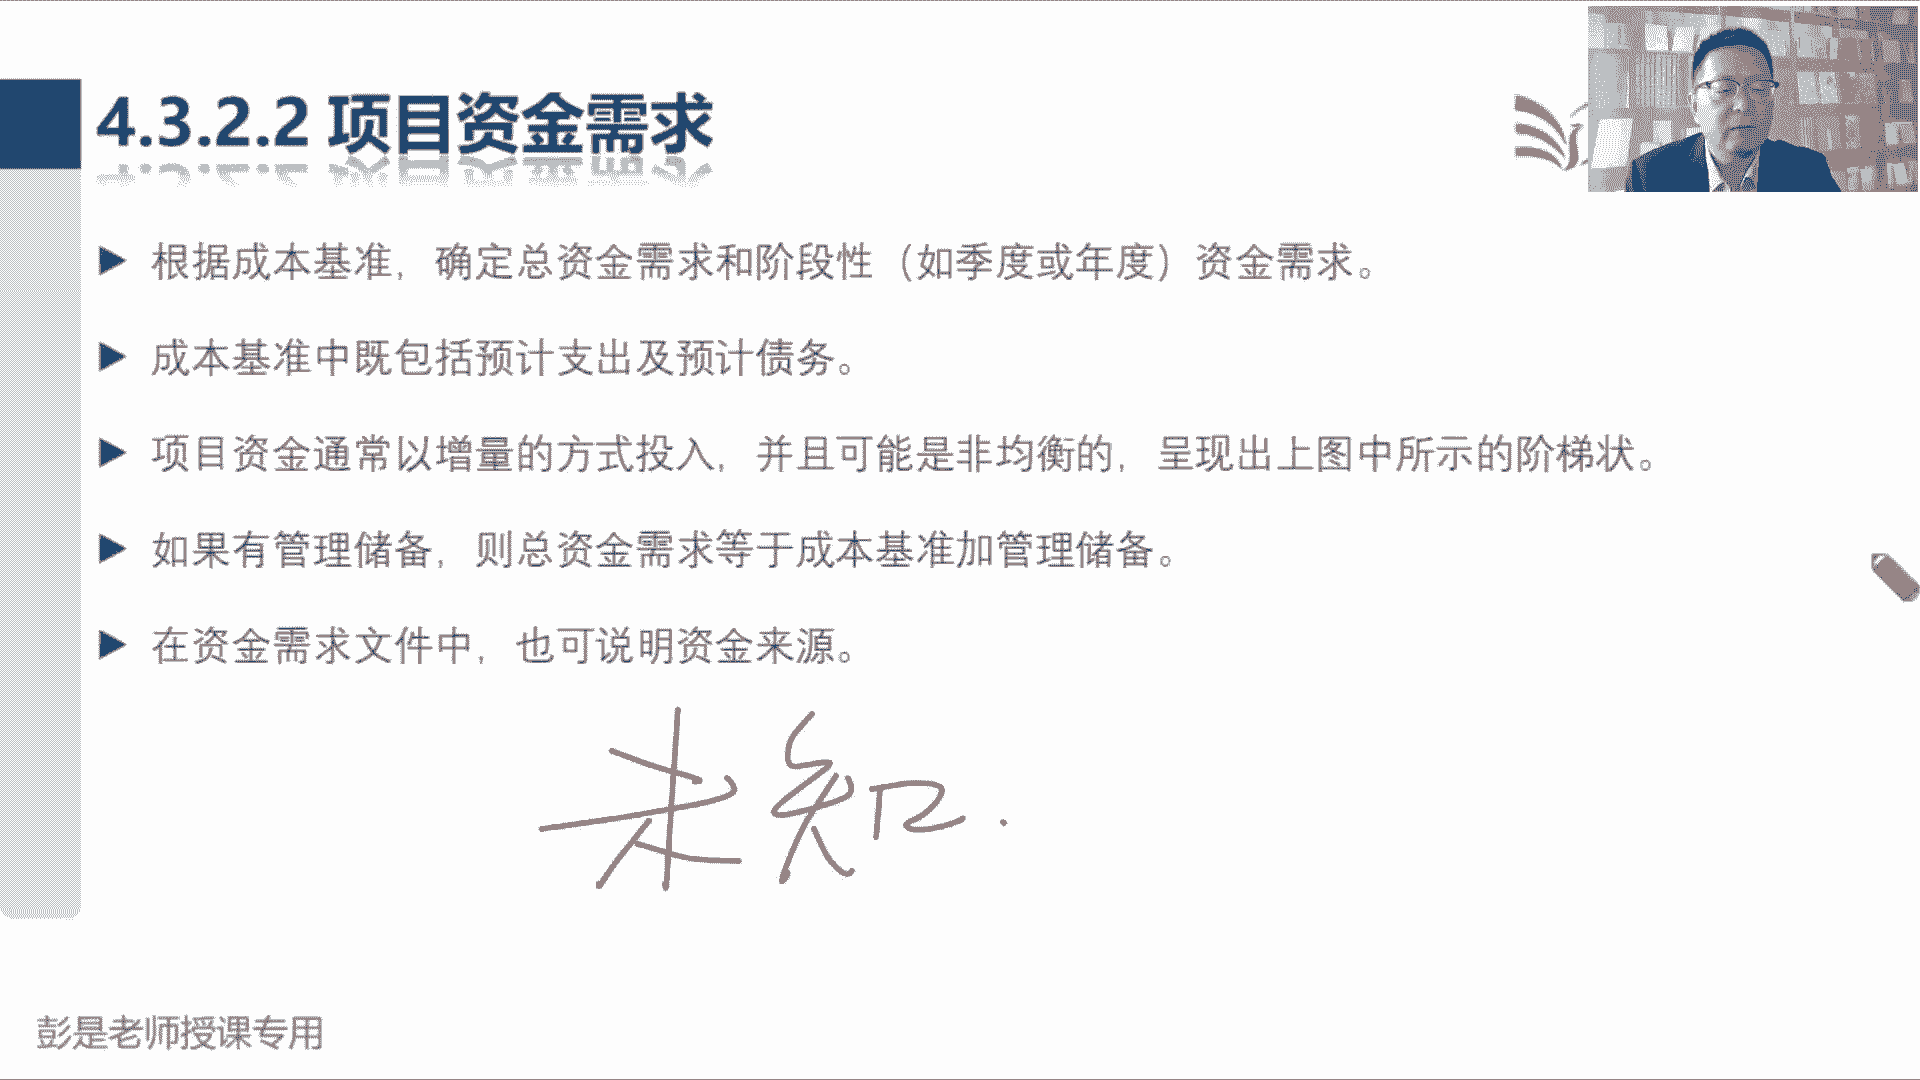 4.3.2.2 项目资金需求
根据成本基准，确定总资金需求和阶段性（如季度或年度）资金需求。
成本基准中既包括预计支出及预计债务。
项目资金通常以增量的方式投入，并且可能是非均衡的，呈现出上图中所示的阶梯状。
如果有管理储备，则总资金需求等于成本基准加管理储备。
在资金需求文件中，也可说明资金来源。
未知.
彭是老师授课专用